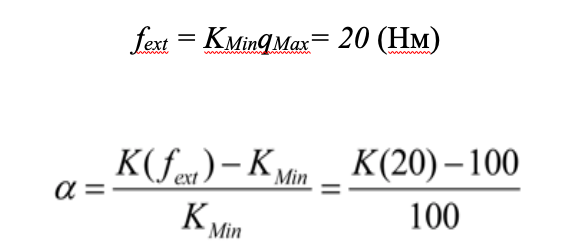 f_ext = K_Min q_Max = 20 (Нм)
α = (K(f_ext) − K_Min) / K_Min = (K(20) − 100) / 100